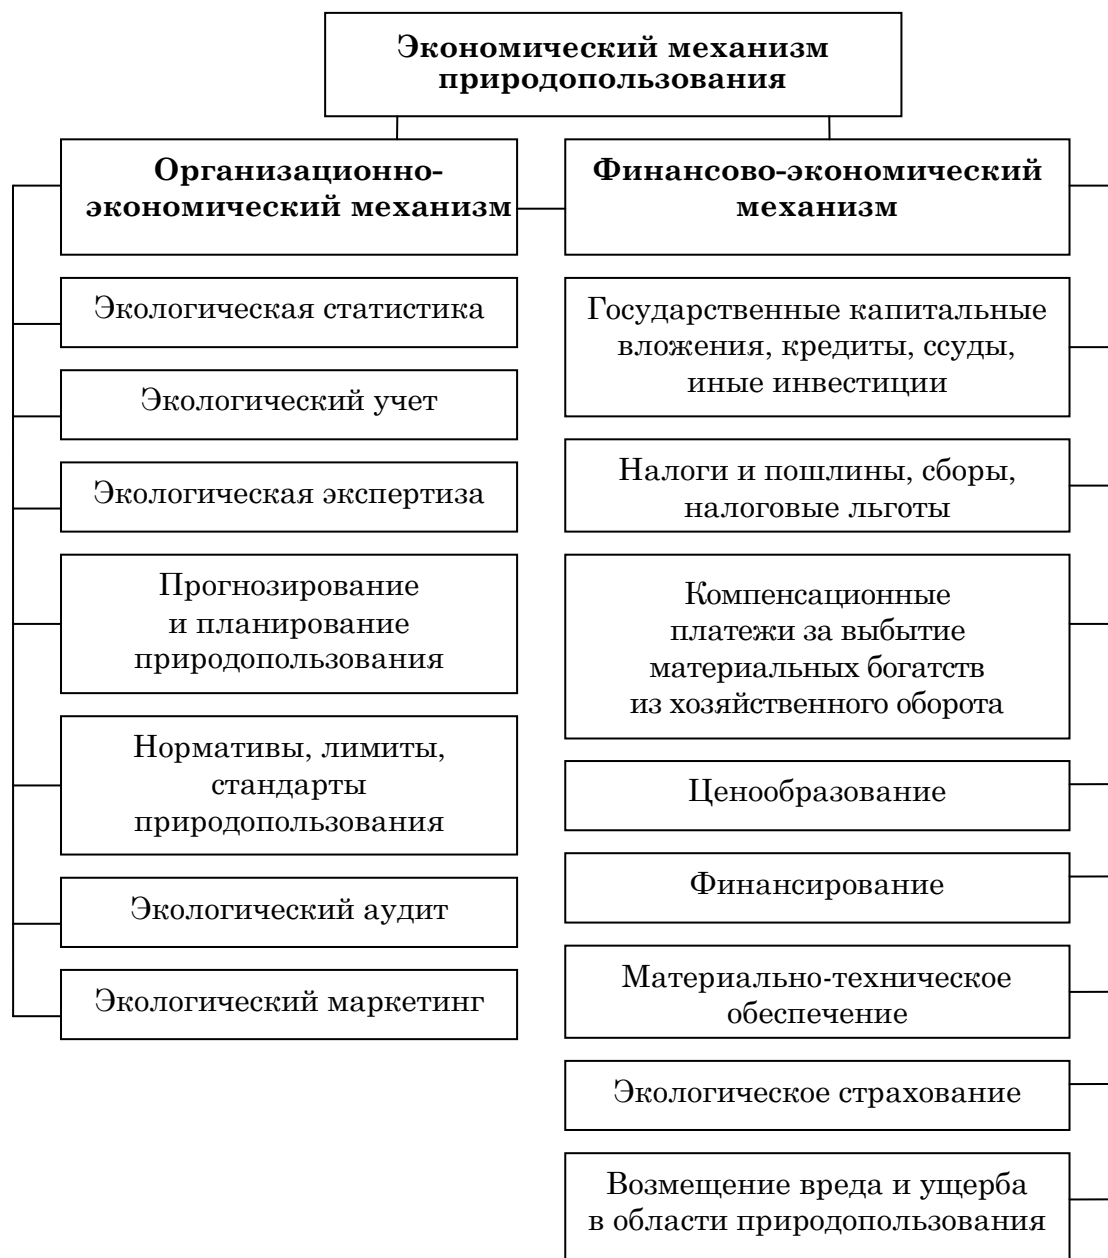 Экономический механизм
природопользования
Организационно-
экономический механизм
Финансово-экономический
механизм
Экологическая статистика
Экологический учет
Экологическая экспертиза
Прогнозирование
и планирование
природопользования
Нормативы, лимиты,
стандарты
природопользования
Экологический аудит
Экологический маркетинг
Государственные капитальные
вложения, кредиты, ссуды,
иные инвестиции
Налоги и пошлины, сборы,
налоговые льготы
Компенсационные
платежи за выбытие
материальных богатств
из хозяйственного оборота
Ценообразование
Финансирование
Материально-техническое
обеспечение
Экологическое страхование
Возмещение вреда и ущерба
в области природопользования